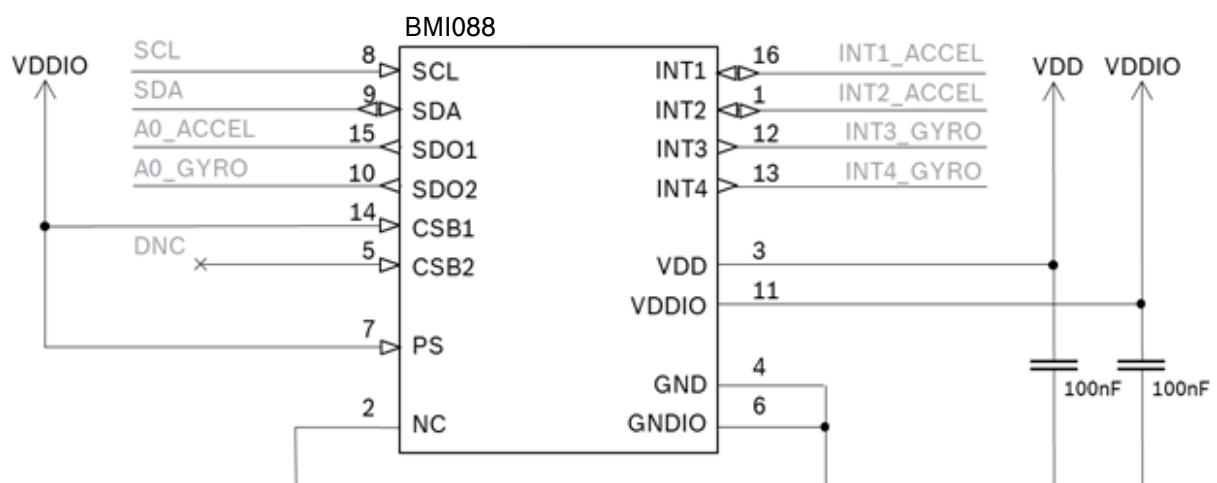 BMI088
VDDIO
SCL 8 SCL
SDA 9 SDA
A0_ACCEL 15 SDO1
A0_GYRO 10 SDO2
14 CSB1
DNC 5 CSB2
7 PS
2 NC
INT1 16 INT1_ACCEL
INT2 1 INT2_ACCEL
INT3 12 INT3_GYRO
INT4 13 INT4_GYRO
VDD 3
VDDIO 11
GND 4
GNDIO 6
VDD VDDIO
100nF 100nF